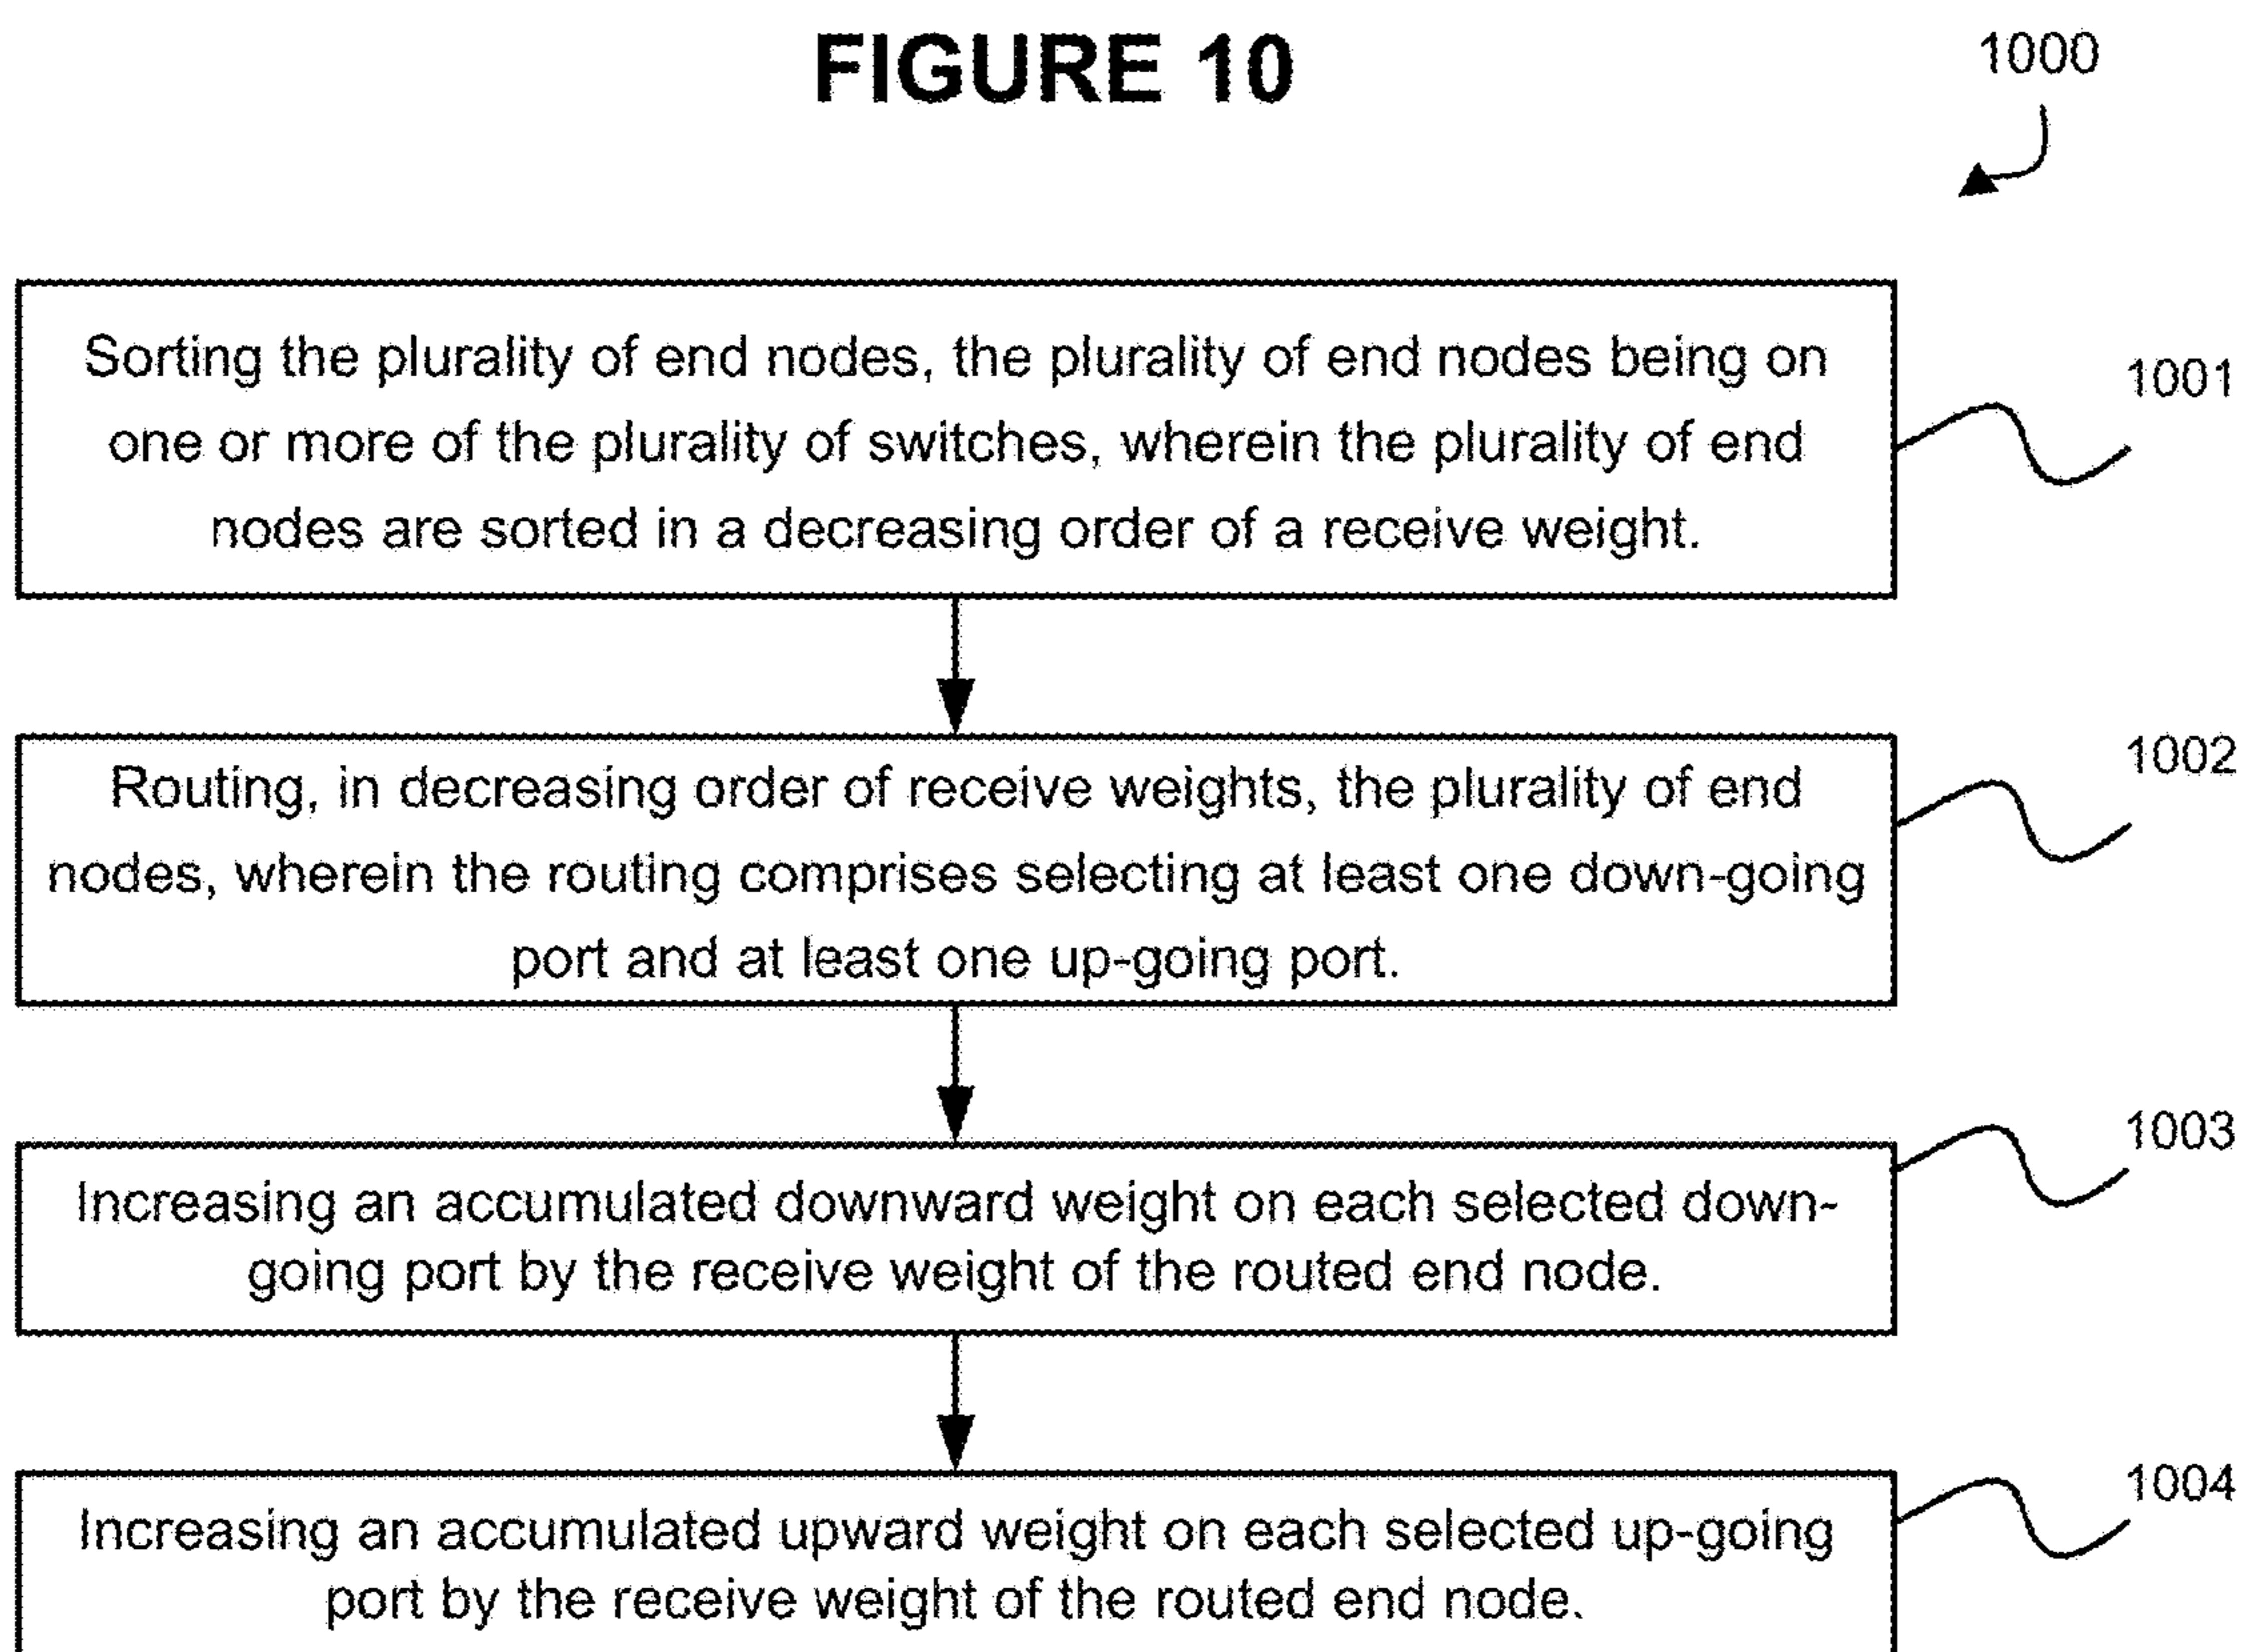 FIGURE 10
1000
Sorting the plurality of end nodes, the plurality of end nodes being on
one or more of the plurality of switches, wherein the plurality of end
nodes are sorted in a decreasing order of a receive weight.
1001
Routing, in decreasing order of receive weights, the plurality of end
nodes, wherein the routing comprises selecting at least one down-going
port and at least one up-going port.
1002
Increasing an accumulated downward weight on each selected down-
going port by the receive weight of the routed end node.
1003
Increasing an accumulated upward weight on each selected up-going
port by the receive weight of the routed end node.
1004